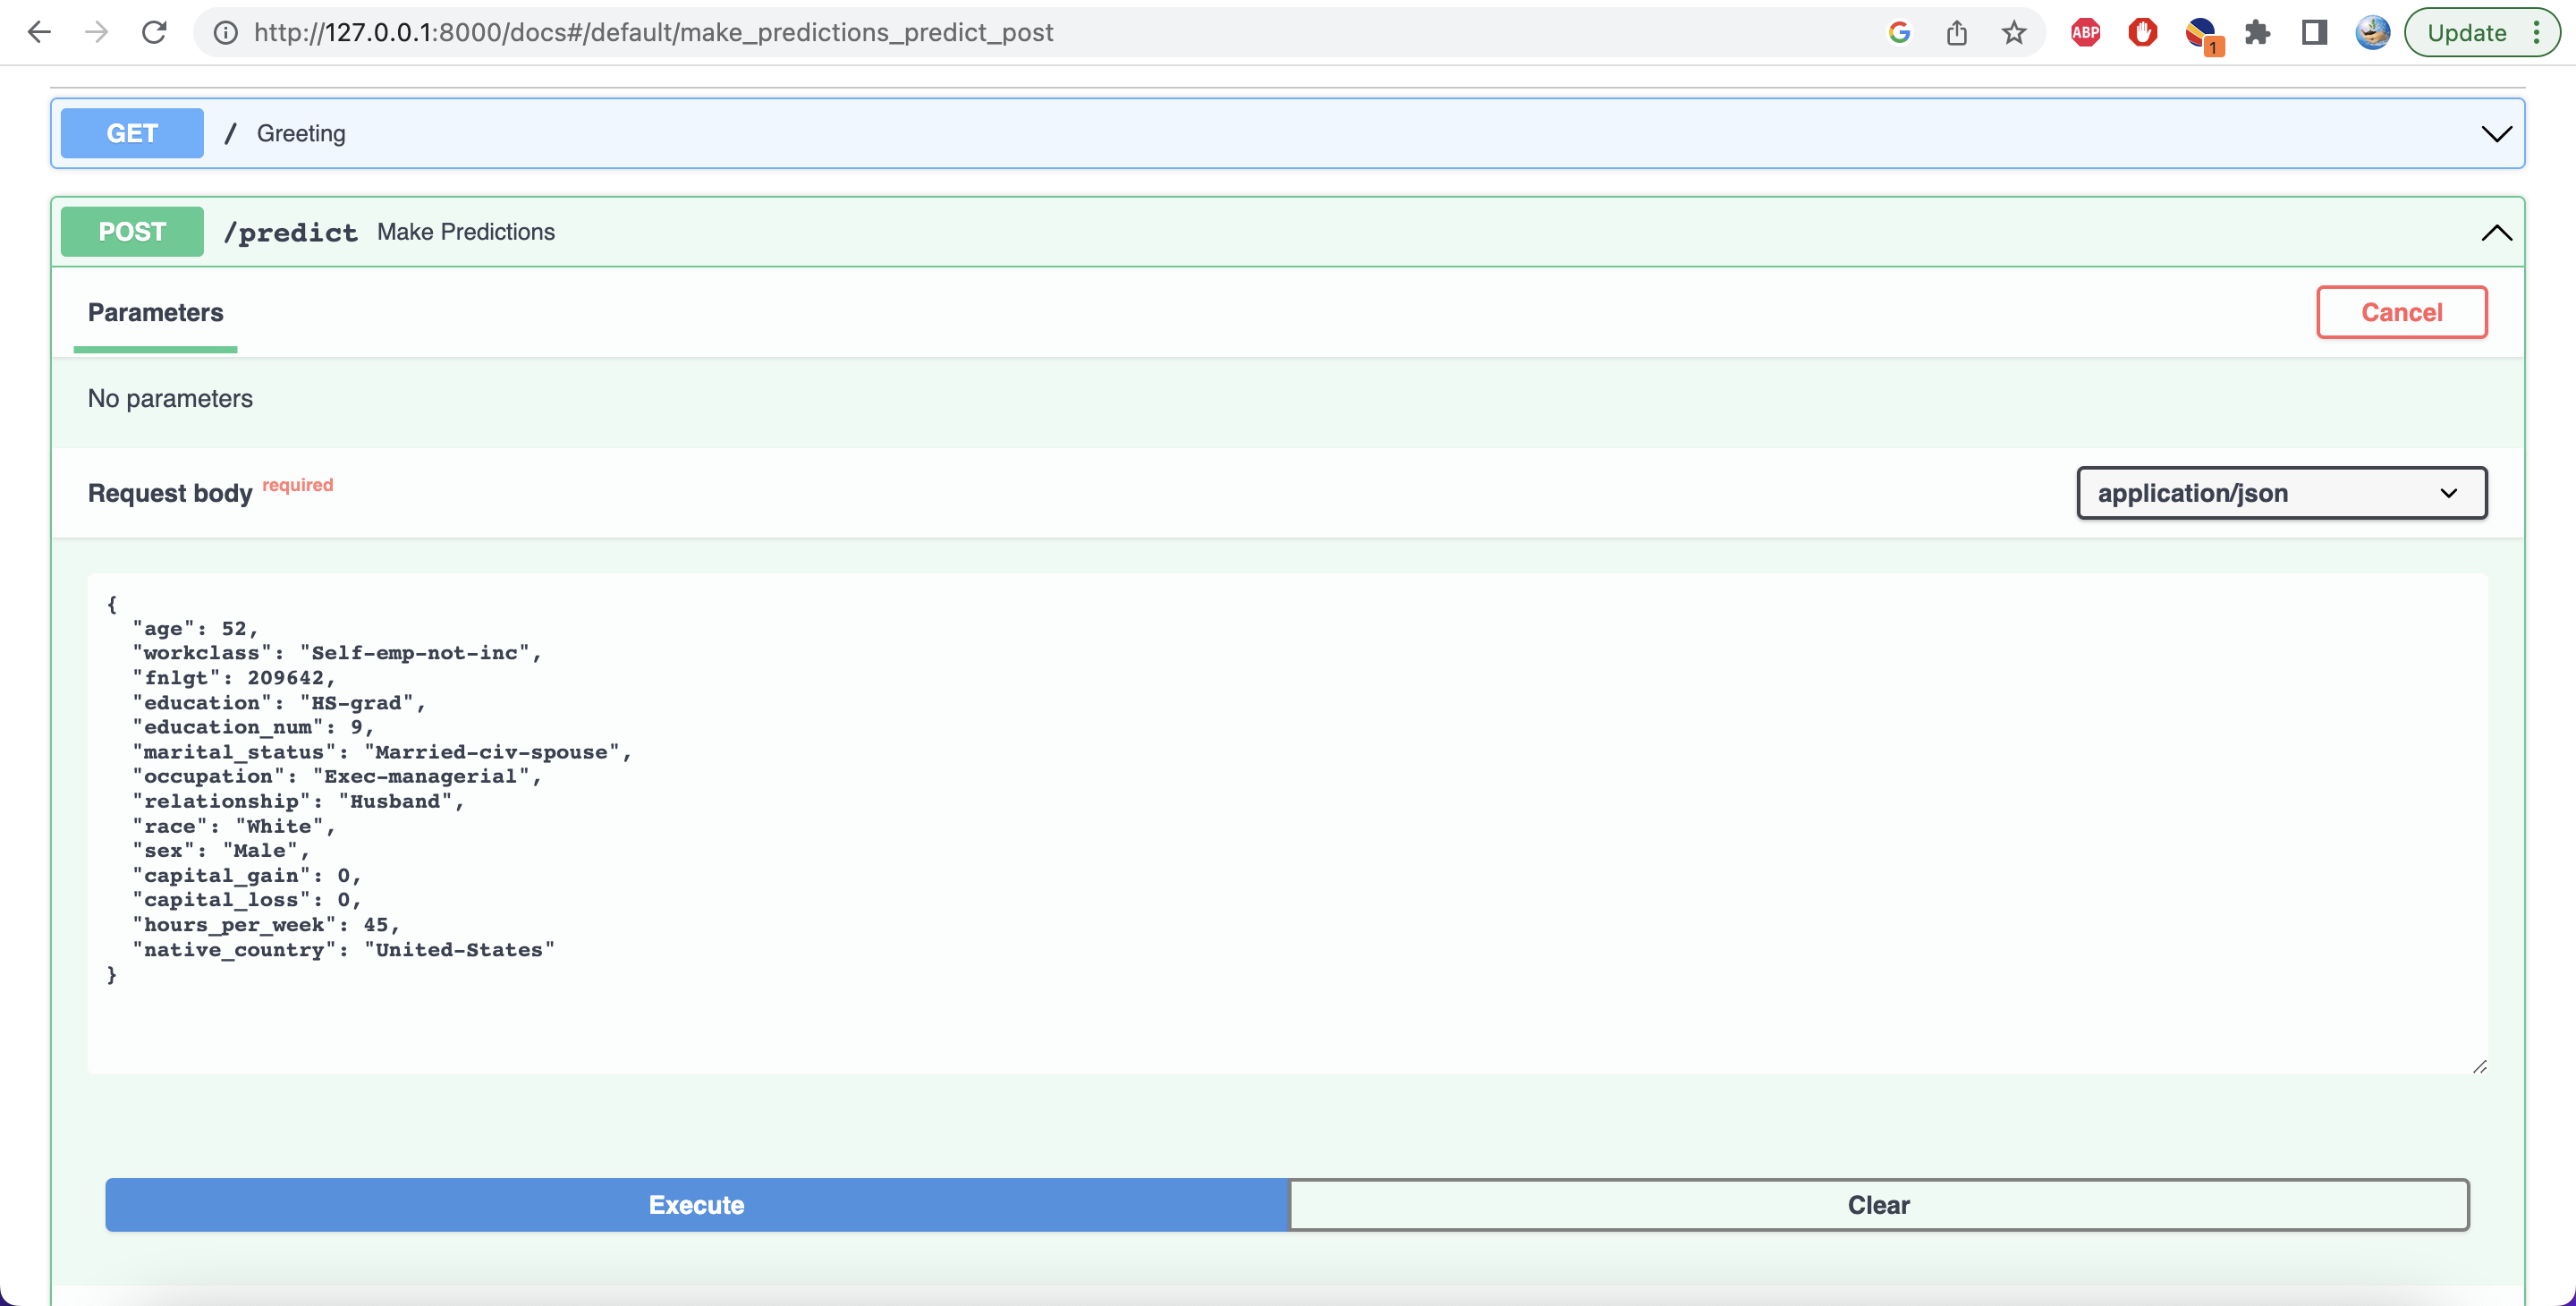 http://127.0.0.1:8000/docs#/default/make_predictions_predict_post
ABP
1
Update
GET / Greeting
POST /predict Make Predictions
Parameters
Cancel
No parameters
Request body required
application/json
{
  "age": 52,
  "workclass": "Self-emp-not-inc",
  "fnlgt": 209642,
  "education": "HS-grad",
  "education_num": 9,
  "marital_status": "Married-civ-spouse",
  "occupation": "Exec-managerial",
  "relationship": "Husband",
  "race": "White",
  "sex": "Male",
  "capital_gain": 0,
  "capital_loss": 0,
  "hours_per_week": 45,
  "native_country": "United-States"
}
Execute
Clear